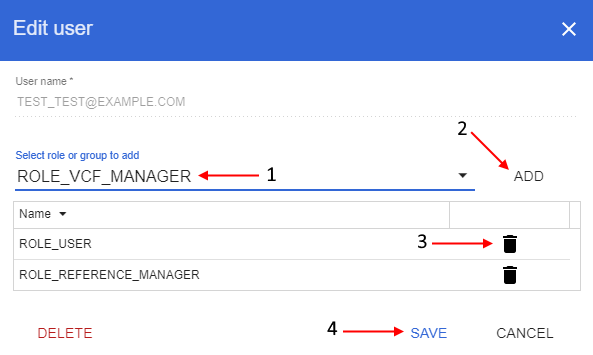 Edit user
User name *
TEST_TEST@EXAMPLE.COM
2
Select role or group to add
ROLE_VCF_MANAGER 1 ADD
Name
ROLE_USER 3
ROLE_REFERENCE_MANAGER
DELETE 4 SAVE CANCEL